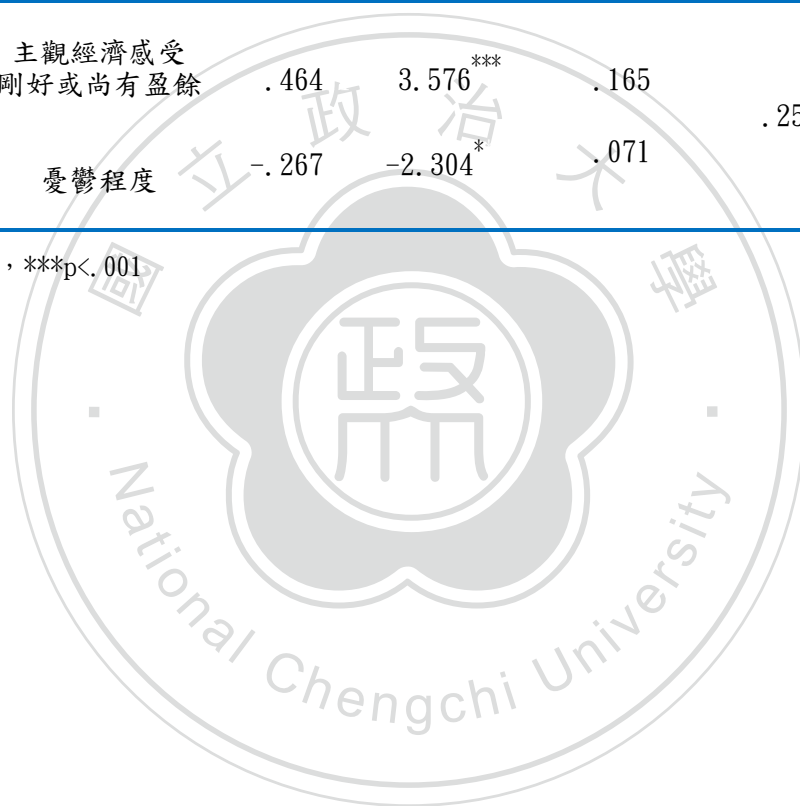 主觀經濟感受
剛好或尚有盈餘 .464 3.576*** .165
.25
憂鬱程度 -.267 -2.304* .071
,***p<.001
國立政治大學
政
National Chengchi University